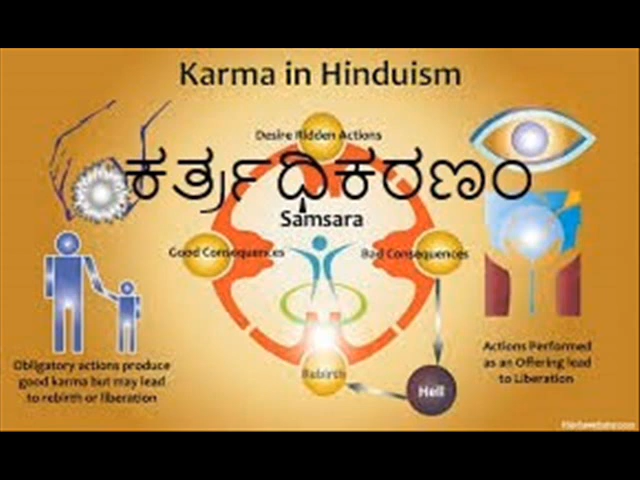 Karma in Hinduism
Desire Ridden Actions
ಕರ್ತ್ರಧಿಕರಣಂ
Samsara
Good Consequences
Bad Consequences
Rebirth
Hell
Obligatory actions produce
good karma but may lead
to rebirth or liberation
Actions Performed
as an Offering lead
to Liberation